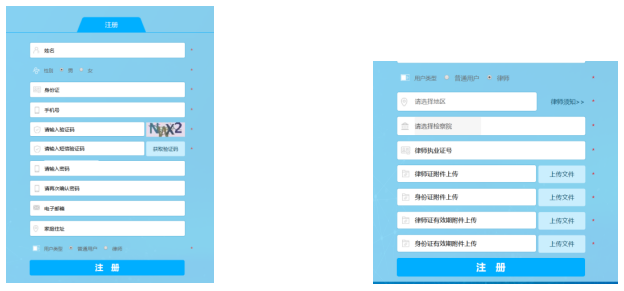 注册
姓名
性别 男 女
身份证
手机号
请输入验证码 NWX2
请输入短信验证码 获取验证码
请输入密码
请再次确认密码
电子邮箱
家庭住址
用户类型 普通用户 律师
注 册
用户类型 普通用户 律师
请选择地区 律师须知>>
请选择检察院
律师执业证号
律师证附件上传 上传文件
身份证附件上传 上传文件
律师证有效期附件上传 上传文件
身份证有效期附件上传 上传文件
注 册